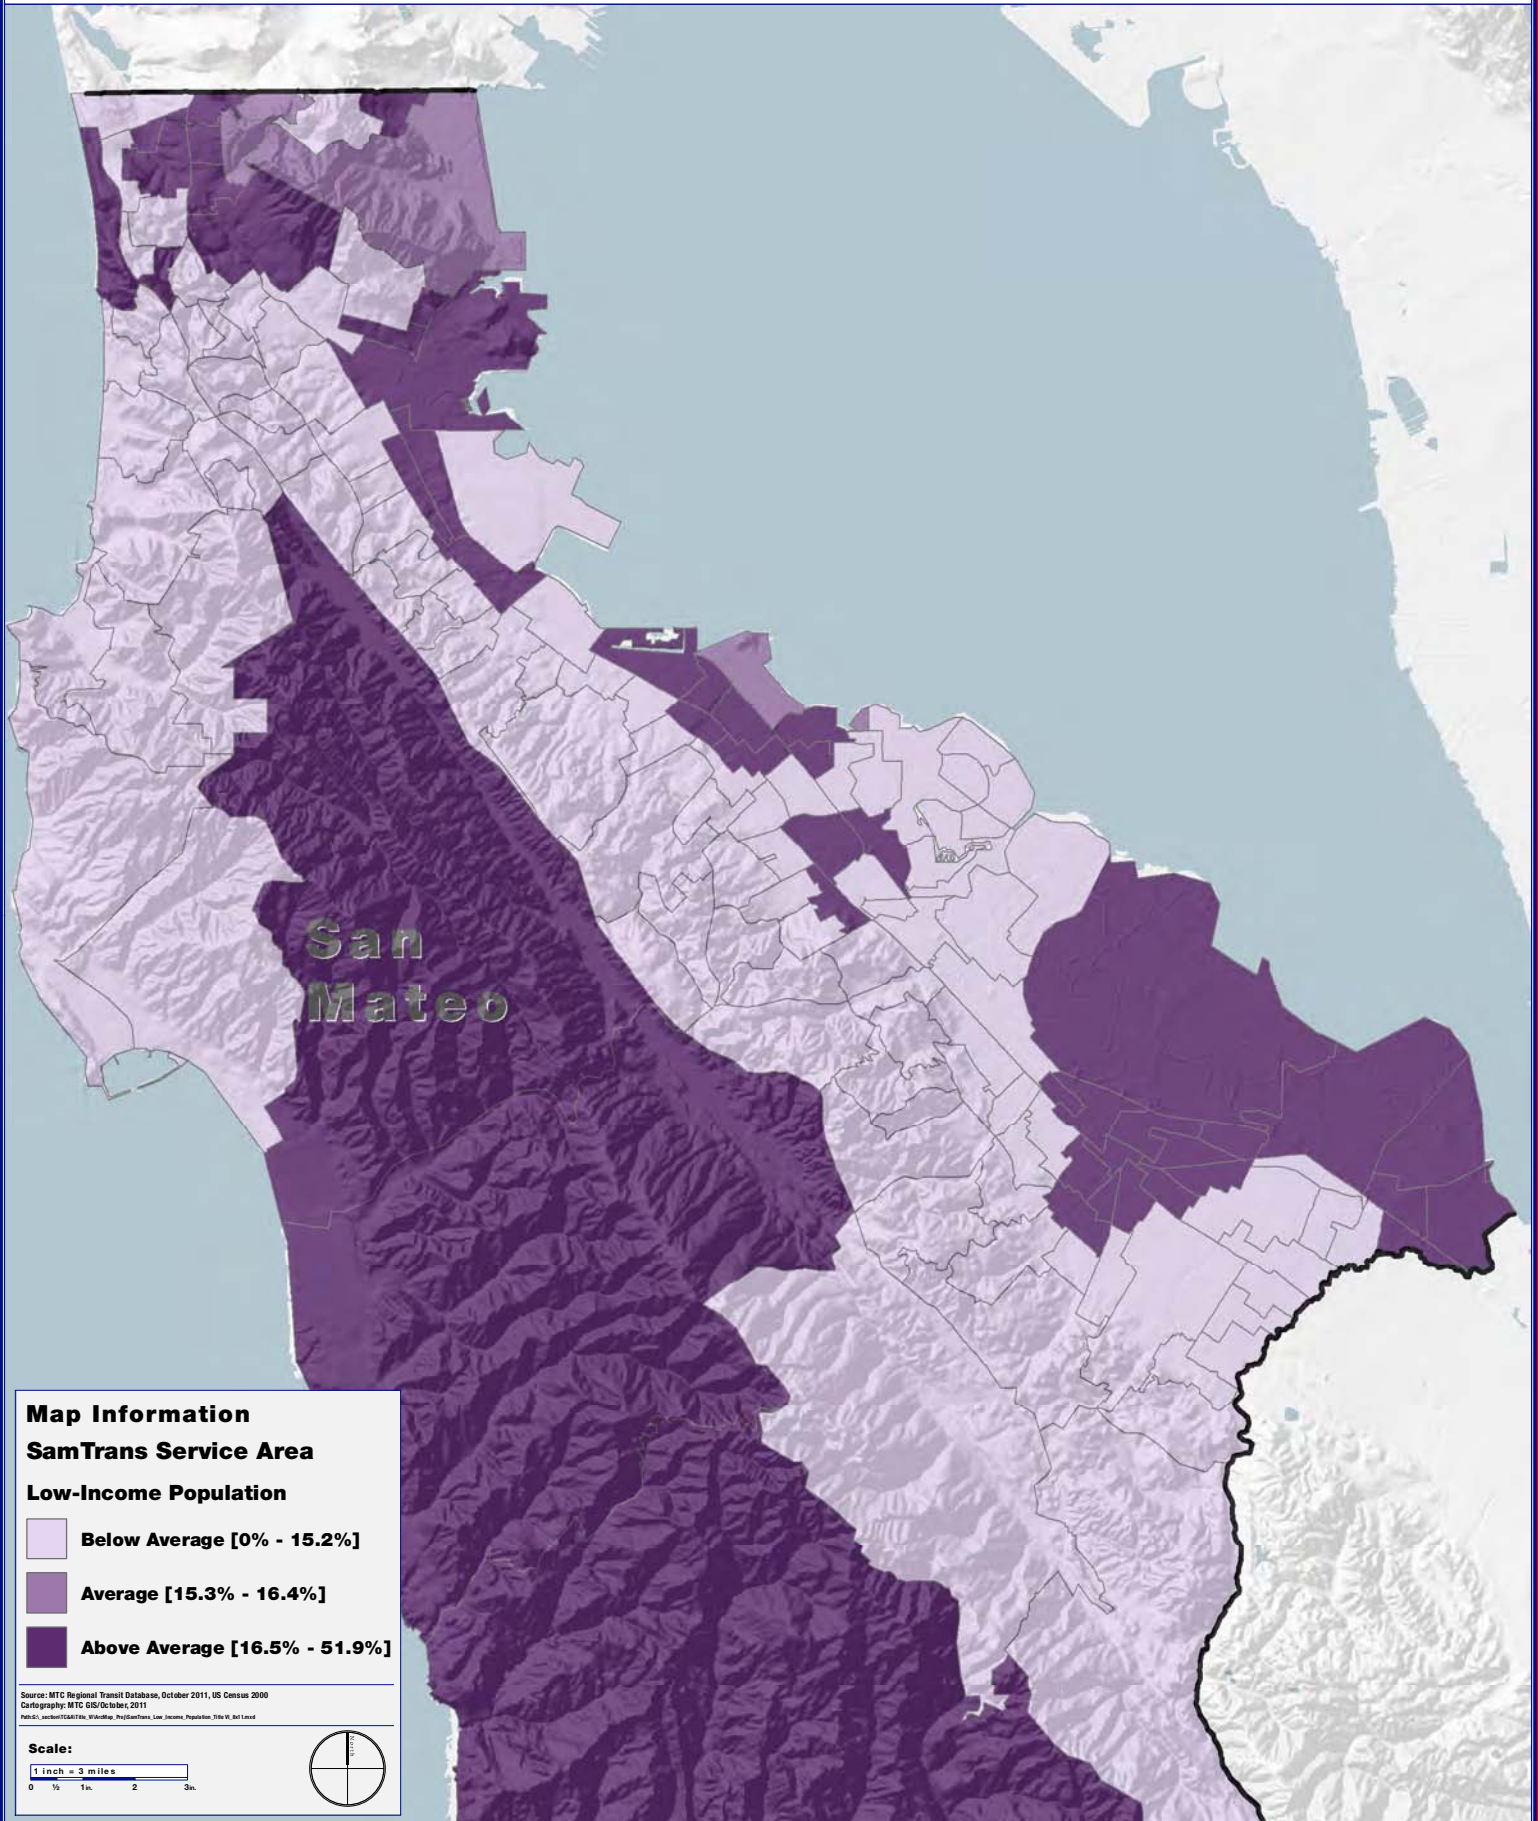 San
Mateo
Map Information
SamTrans Service Area
Low-Income Population
Below Average [0% - 15.2%]
Average [15.3% - 16.4%]
Above Average [16.5% - 51.9%]
Source: MTC Regional Transit Database, October 2011, US Census 2000
Cartography: MTC GIS/October, 2011
Scale:
1 inch = 3 miles
0 ½ 1in. 2 3in.
North